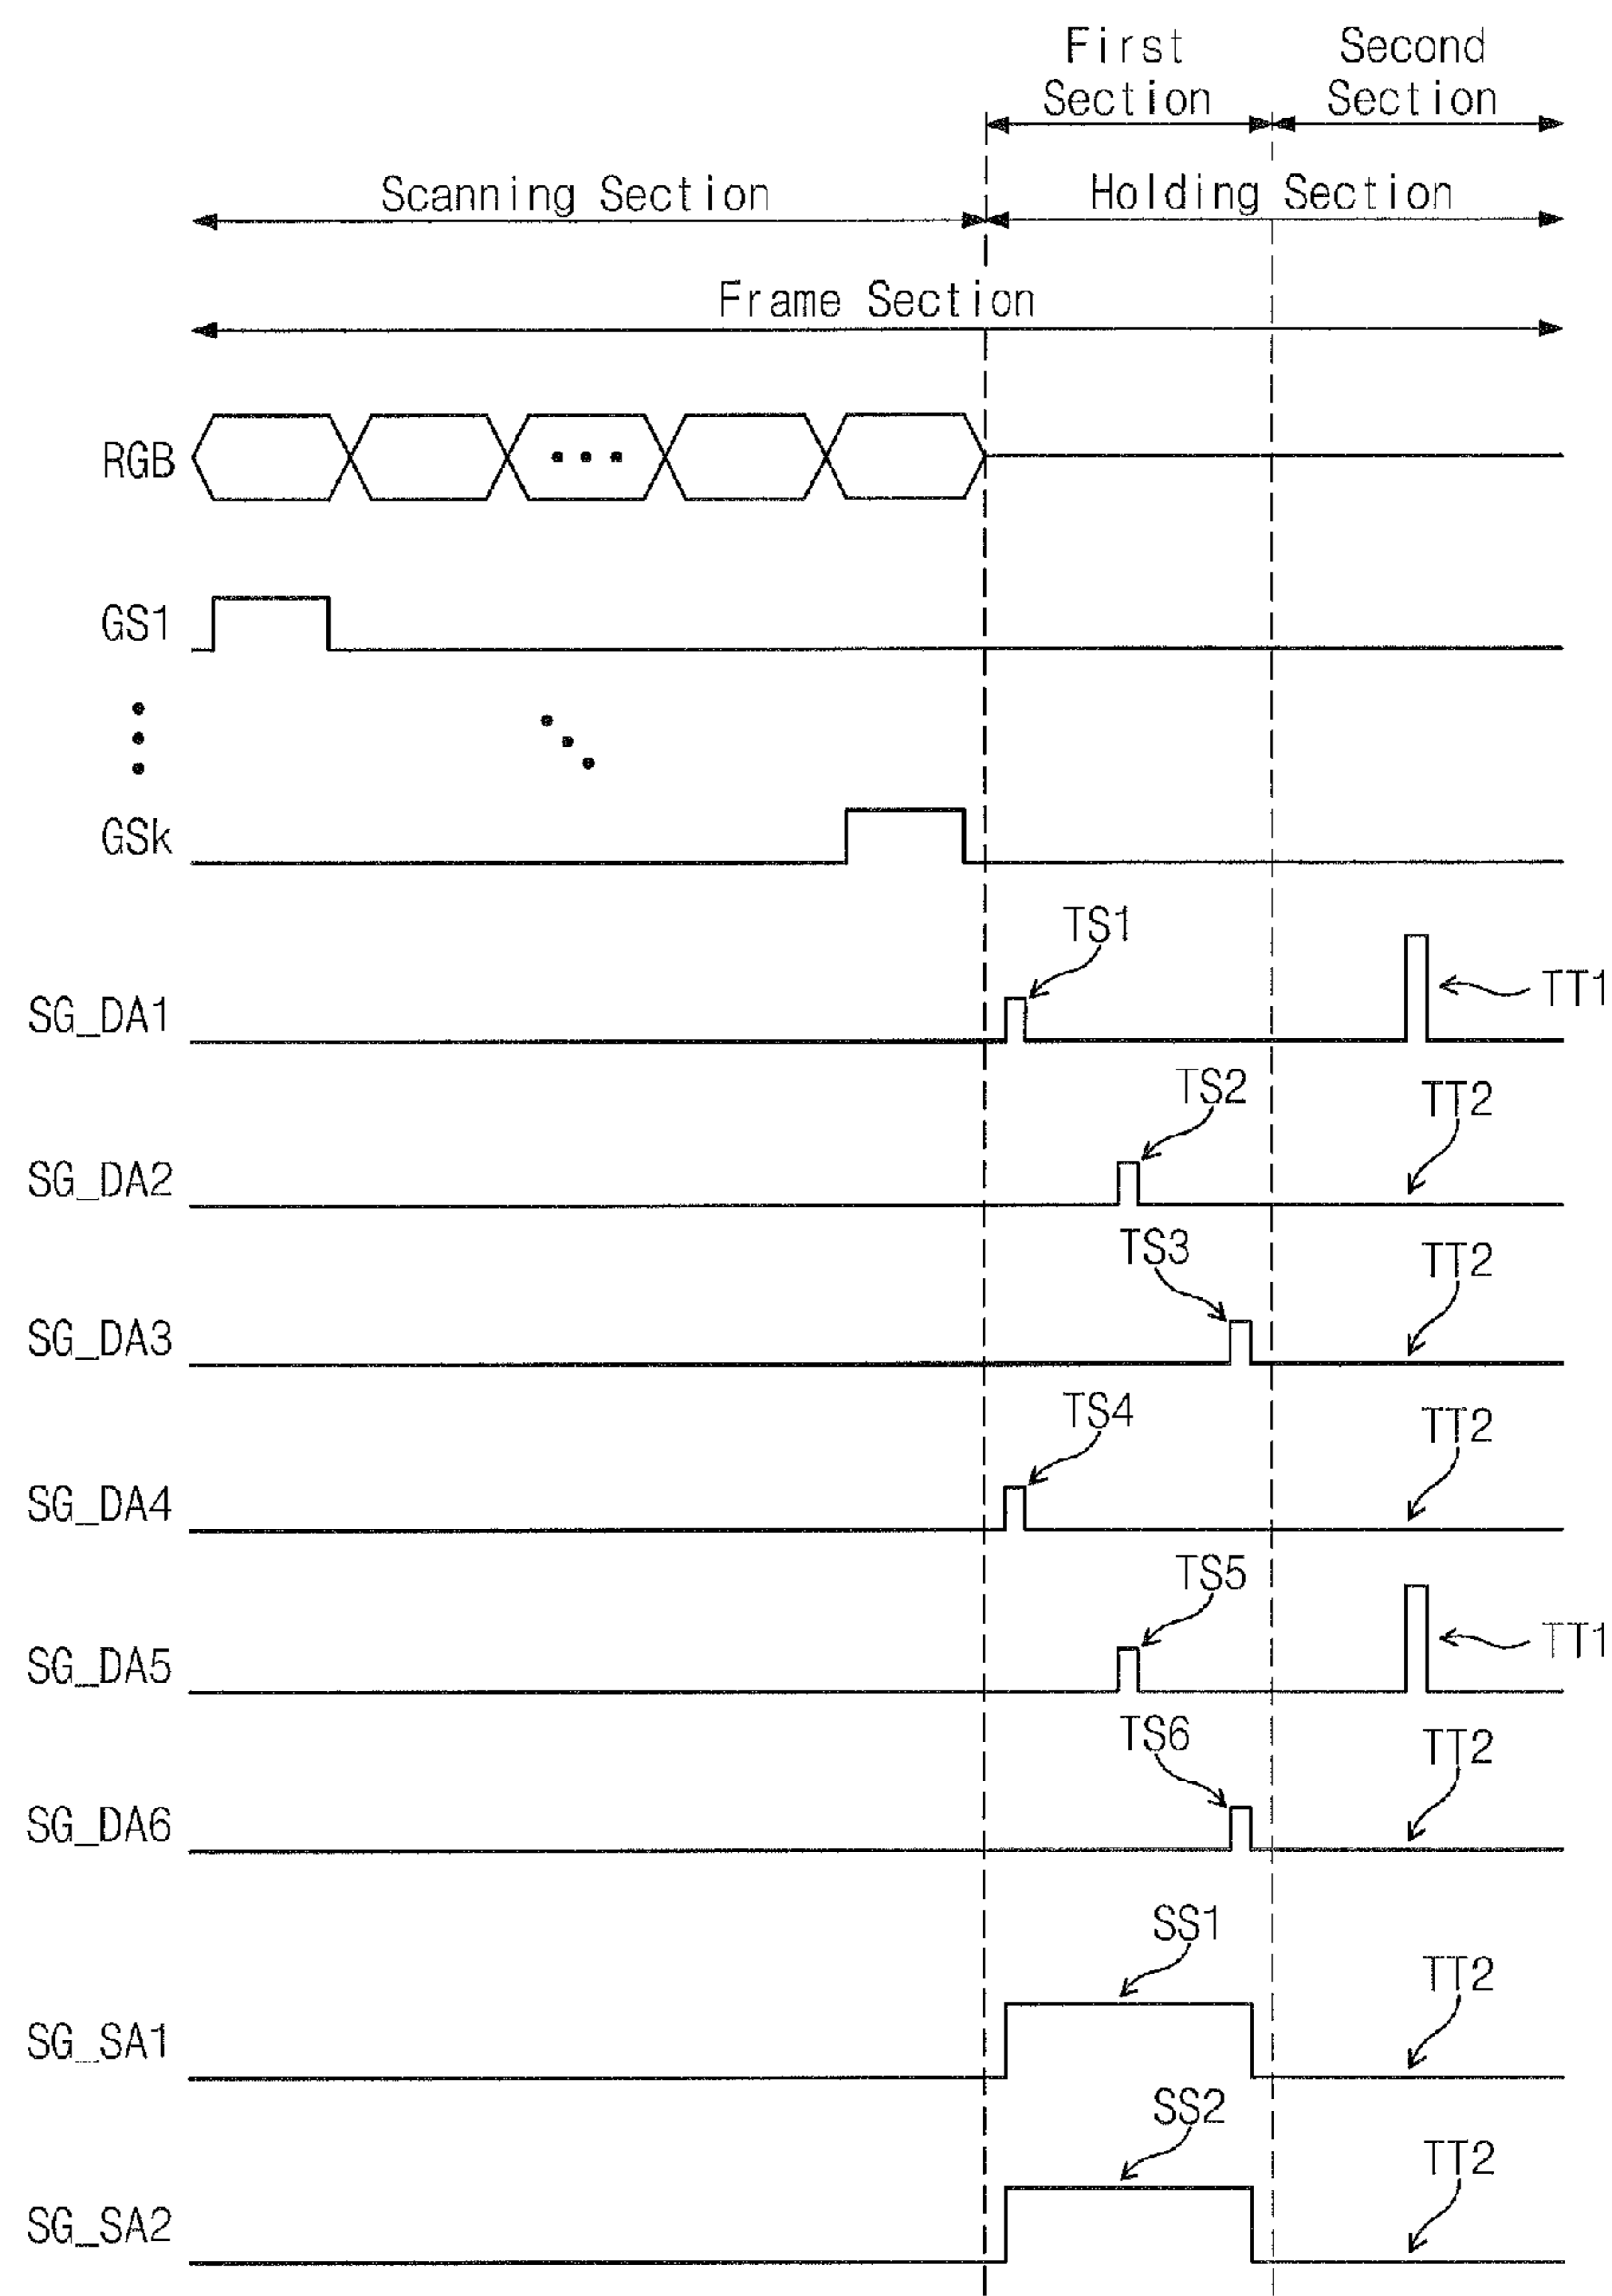 First Section
Second Section
Scanning Section
Holding Section
Frame Section
RGB
GS1
GSk
TS1
TT1
SG_DA1
TS2
TT2
SG_DA2
TS3
TT2
SG_DA3
TS4
TT2
SG_DA4
TS5
TT1
SG_DA5
TS6
TT2
SG_DA6
SS1
TT2
SG_SA1
SS2
TT2
SG_SA2